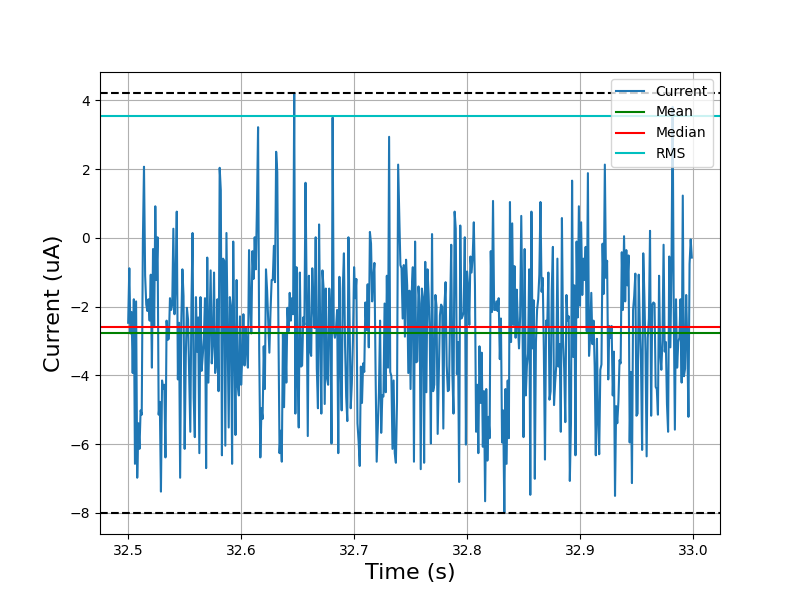 4
2
0
−2
−4
−6
−8
Current (uA)
Current
Mean
Median
RMS
32.5
32.6
32.7
32.8
32.9
33.0
Time (s)